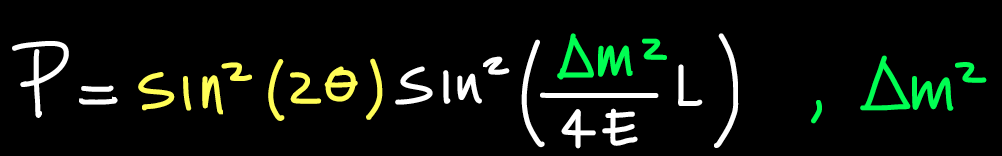 P = sin²(2θ) sin²(Δm²/4E L) , Δm²